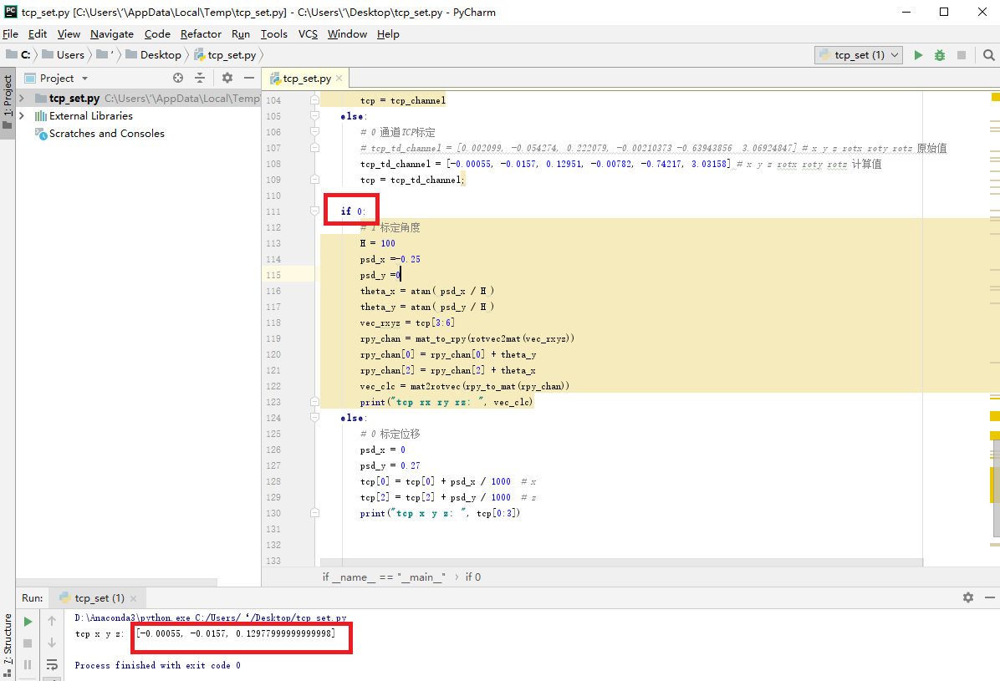 tcp_set.py [C:\Users\‘\AppData\Local\Temp\tcp_set.py] - C:\Users\‘\Desktop\tcp_set.py - PyCharm
File Edit View Navigate Code Refactor Run Tools VCS Window Help
C: Users ‘ Desktop tcp_set.py tcp_set (1)
1: Project
Project
tcp_set.py
tcp_set.py C:\Users\‘\AppData\Local\Temp
External Libraries
Scratches and Consoles
104 tcp = tcp_channel
105 else:
106 # 0 通道TCP标定
107 # tcp_td_channel = [0.002099, -0.054274, 0.222079, -0.00210373 -0.63943856 3.06924847] # x y z rotx roty rotz 原始值
108 tcp_td_channel = [-0.00055, -0.0157, 0.12951, -0.00782, -0.74217, 3.03158] # x y z rotx roty rotz 计算值
109 tcp = tcp_td_channel;
110
111 if 0:
112 # 1 标定角度
113 H = 100
114 psd_x =-0.25
115 psd_y =0
116 theta_x = atan( psd_x / H )
117 theta_y = atan( psd_y / H )
118 vec_rxyz = tcp[3:6]
119 rpy_chan = mat_to_rpy(rotvec2mat(vec_rxyz))
120 rpy_chan[0] = rpy_chan[0] + theta_y
121 rpy_chan[2] = rpy_chan[2] + theta_x
122 vec_clc = mat2rotvec(rpy_to_mat(rpy_chan))
123 print("tcp rx ry rz: ", vec_clc)
124 else:
125 # 0 标定位移
126 psd_x = 0
127 psd_y = 0.27
128 tcp[0] = tcp[0] + psd_x / 1000 # x
129 tcp[2] = tcp[2] + psd_y / 1000 # z
130 print("tcp x y z: ", tcp[0:3])
131
132
133
if __name__ == "__main__" › if 0
Run: tcp_set (1)
7: Structure
D:\Anaconda3\python.exe C:/Users/‘/Desktop/tcp_set.py
tcp x y z: [-0.00055, -0.0157, 0.12977999999999998]
Process finished with exit code 0